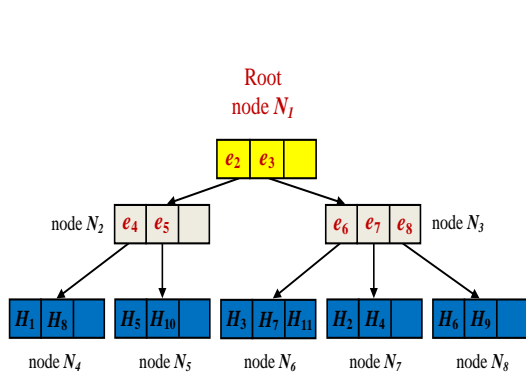 Root
node N1
e2 e3
node N2
e4 e5
e6 e7 e8
node N3
H1 H8
H5 H10
H3 H7 H11
H2 H4
H6 H9
node N4
node N5
node N6
node N7
node N8